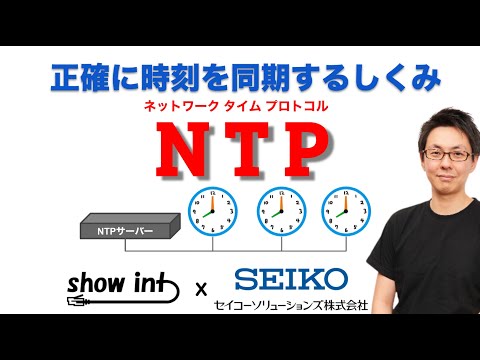 正確に時刻を同期するしくみ
ネットワーク タイム プロトコル
NTP
NTPサーバー
show int x SEIKO
セイコーソリューションズ株式会社